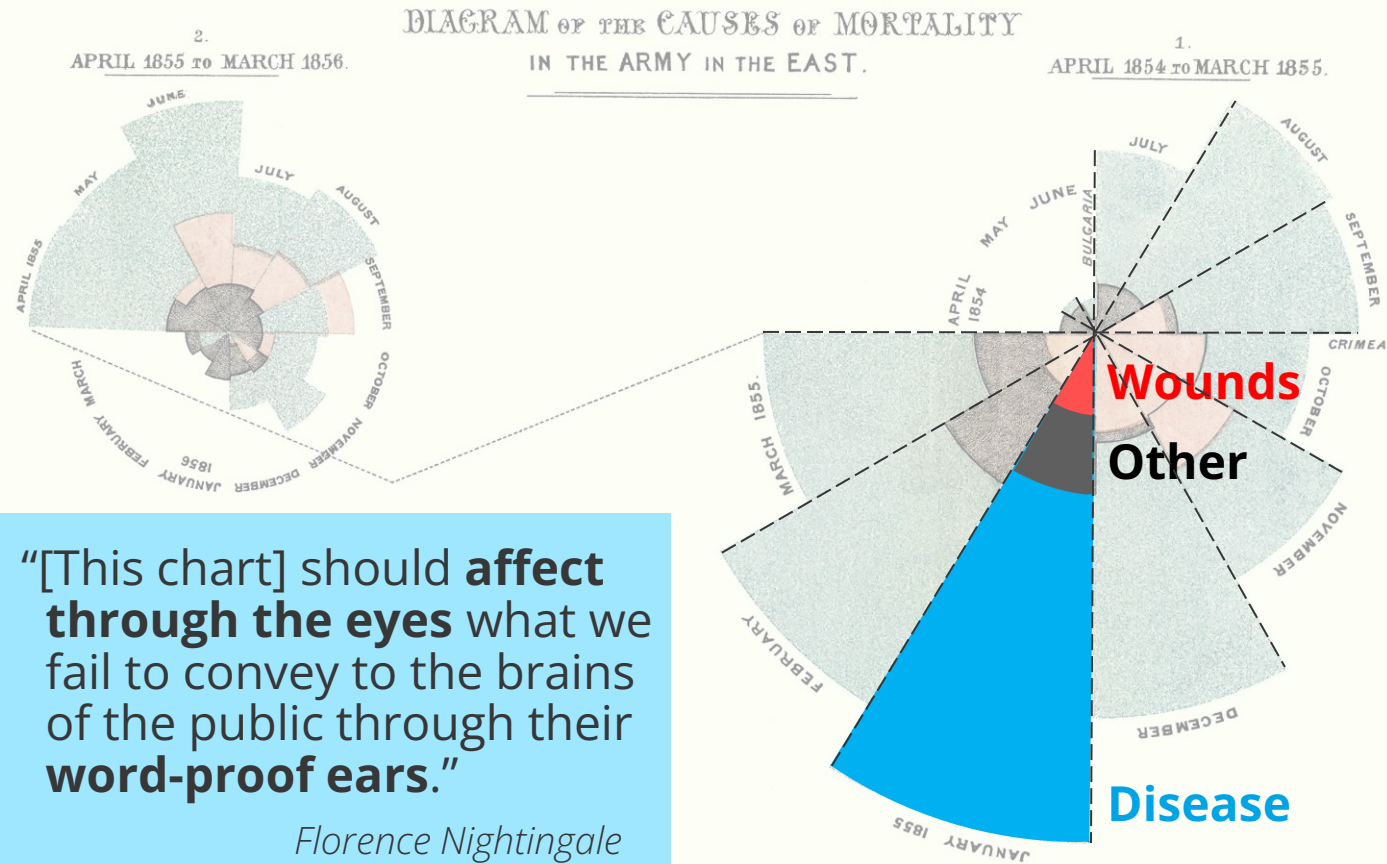 DIAGRAM OF THE CAUSES OF MORTALITY
IN THE ARMY IN THE EAST.
2.
APRIL 1855 TO MARCH 1856.
1.
APRIL 1854 TO MARCH 1855.
APRIL 1855
MAY
JUNE
JULY
AUGUST
SEPTEMBER
OCTOBER
NOVEMBER
DECEMBER
JANUARY
1856
FEBRUARY
MARCH
APRIL
1854
MAY
JUNE
BULGARIA
JULY
AUGUST
SEPTEMBER
CRIMEA
OCTOBER
NOVEMBER
DECEMBER
JANUARY 1855
FEBRUARY
MARCH 1855.
Wounds
Other
Disease
“[This chart] should affect
through the eyes what we
fail to convey to the brains
of the public through their
word-proof ears.”
Florence Nightingale